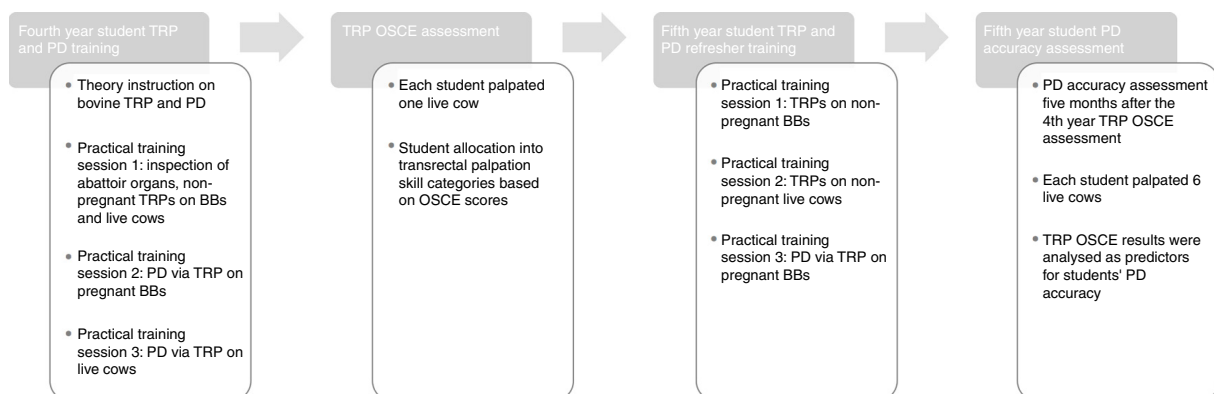 Fourth year student TRP
and PD training
• Theory instruction on
bovine TRP and PD
• Practical training
session 1: inspection of
abattoir organs, non-
pregnant TRPs on BBs
and live cows
• Practical training
session 2: PD via TRP on
pregnant BBs
• Practical training
session 3: PD via TRP on
live cows
TRP OSCE assessment
• Each student palpated
one live cow
• Student allocation into
transrectal palpation
skill categories based
on OSCE scores
Fifth year student TRP and
PD refresher training
• Practical training
session 1: TRPs on non-
pregnant BBs
• Practical training
session 2: TRPs on non-
pregnant live cows
• Practical training
session 3: PD via TRP on
pregnant BBs
Fifth year student PD
accuracy assessment
• PD accuracy assessment
five months after the
4th year TRP OSCE
assessment
• Each student palpated 6
live cows
• TRP OSCE results were
analysed as predictors
for students' PD
accuracy